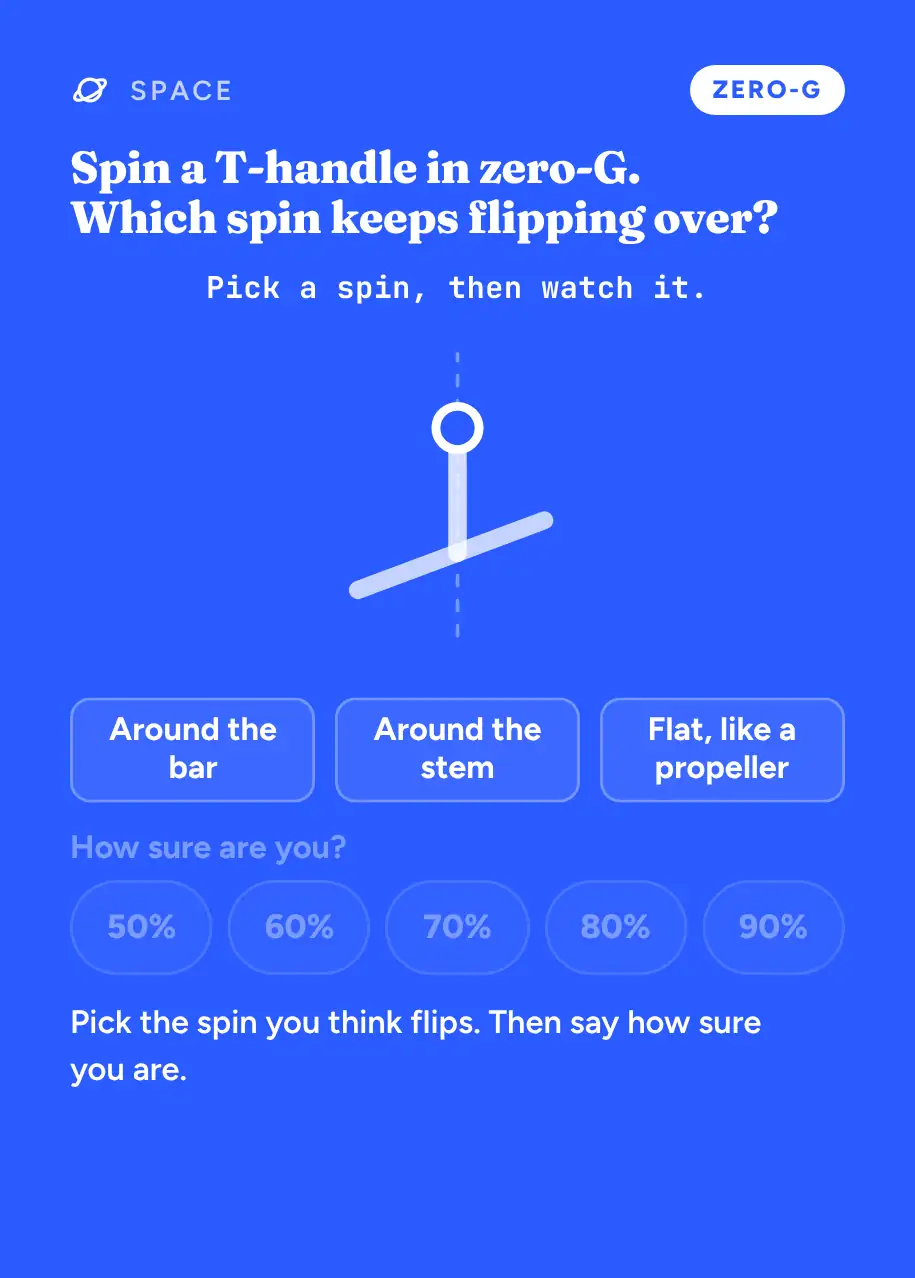 SPACE
ZERO-G
Spin a T-handle in zero-G.
Which spin keeps flipping over?
Pick a spin, then watch it.
Around the
bar
Around the
stem
Flat, like a
propeller
How sure are you?
50%
60%
70%
80%
90%
Pick the spin you think flips. Then say how sure
you are.